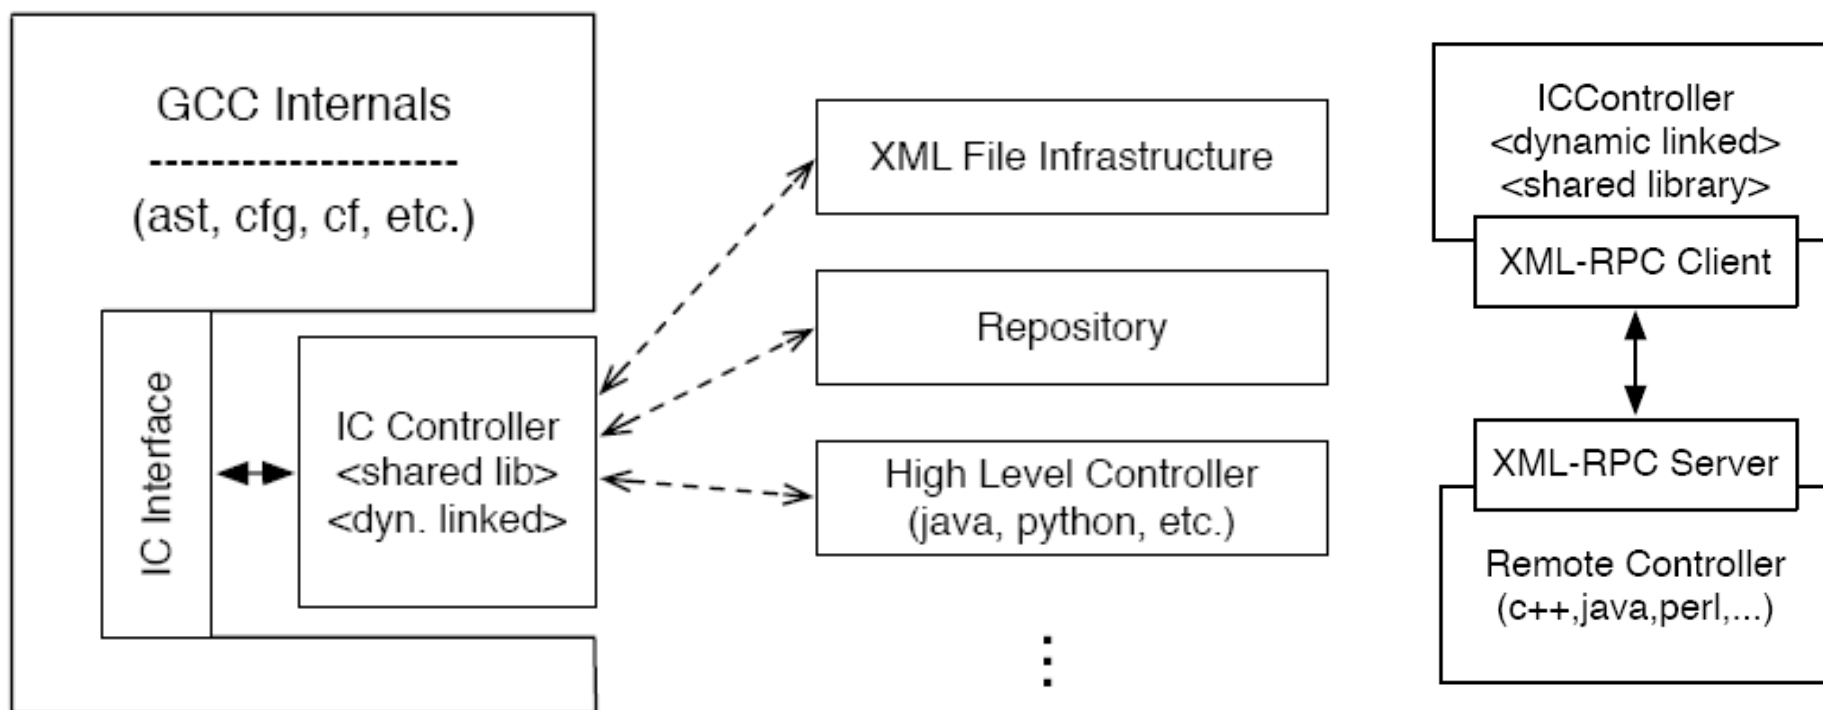 GCC Internals
-------------------
(ast, cfg, cf, etc.)
IC Interface
IC Controller
<shared lib>
<dyn. linked>
XML File Infrastructure
Repository
High Level Controller
(java, python, etc.)
ICController
<dynamic linked>
<shared library>
XML-RPC Client
XML-RPC Server
Remote Controller
(c++,java,perl,...)